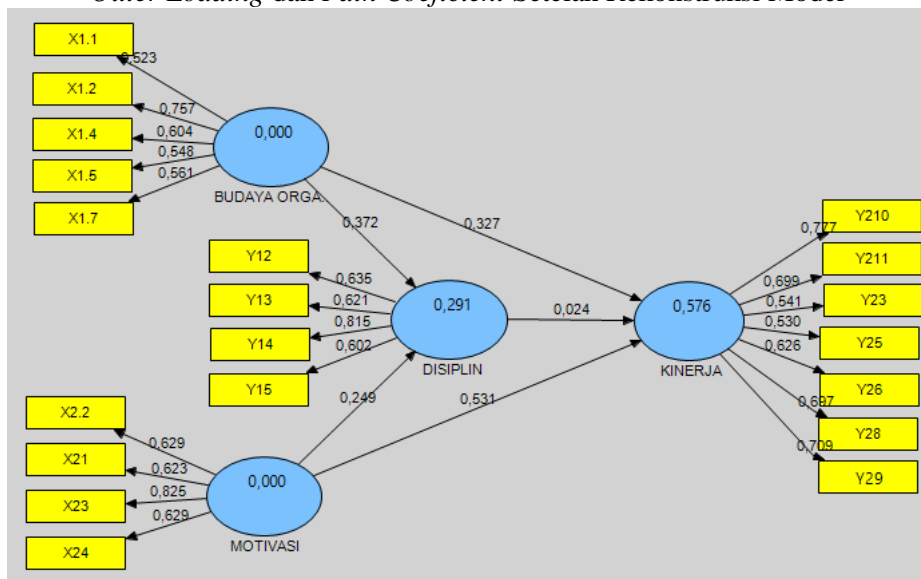 Outer Loading dan Path Coeficient Setelah Rekonstruksi Model
X1.1
0,523
X1.2
0,757
X1.4
0,604
X1.5
0,548
X1.7
0,561
0,000
BUDAYA ORGA.
0,372
0,327
Y12
0,635
Y13
0,621
Y14
0,815
Y15
0,602
0,291
DISIPLIN
0,024
0,249
0,531
X2.2
0,629
X21
0,623
X23
0,825
X24
0,629
0,000
MOTIVASI
0,576
KINERJA
Y210
0,777
Y211
0,699
Y23
0,541
Y25
0,530
Y26
0,626
Y28
0,697
Y29
0,709